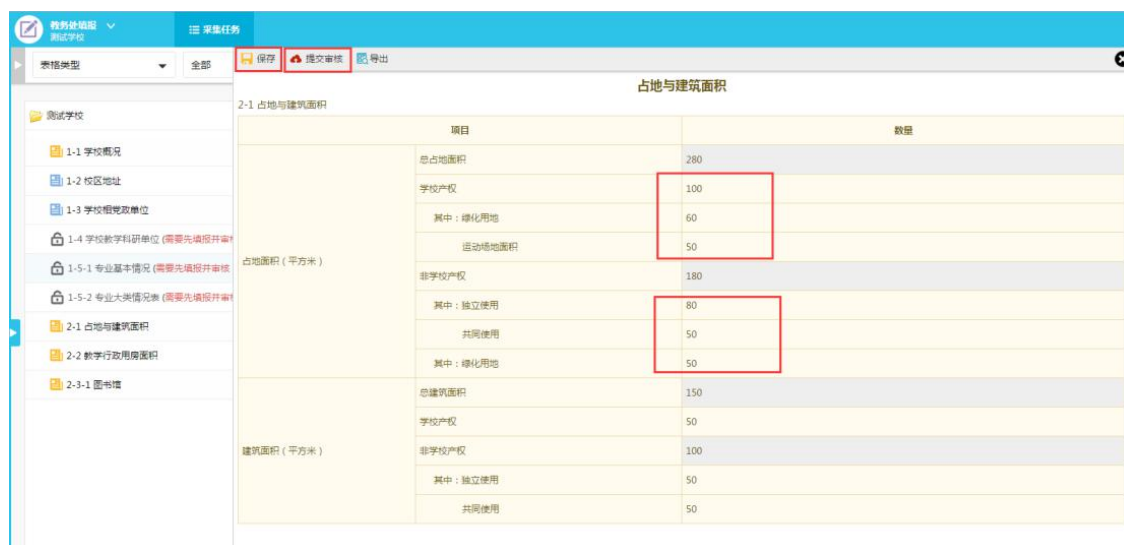 教务处填报
测试学校
采集任务
表格类型
全部
保存
提交审核
导出
占地与建筑面积
2-1 占地与建筑面积
测试学校
1-1 学校概况
1-2 校区地址
1-3 学校相党政单位
1-4 学校教学科研单位 (需要先填报并审核
1-5-1 专业基本情况 (需要先填报并审核
1-5-2 专业大类情况表 (需要先填报并审核
2-1 占地与建筑面积
2-2 教学行政用房面积
2-3-1 图书馆
项目 数量
占地面积(平方米)
总占地面积 280
学校产权 100
其中:绿化用地 60
运动场地面积 50
非学校产权 180
其中:独立使用 80
共同使用 50
其中:绿化用地 50
建筑面积(平方米)
总建筑面积 150
学校产权 50
非学校产权 100
其中:独立使用 50
共同使用 50